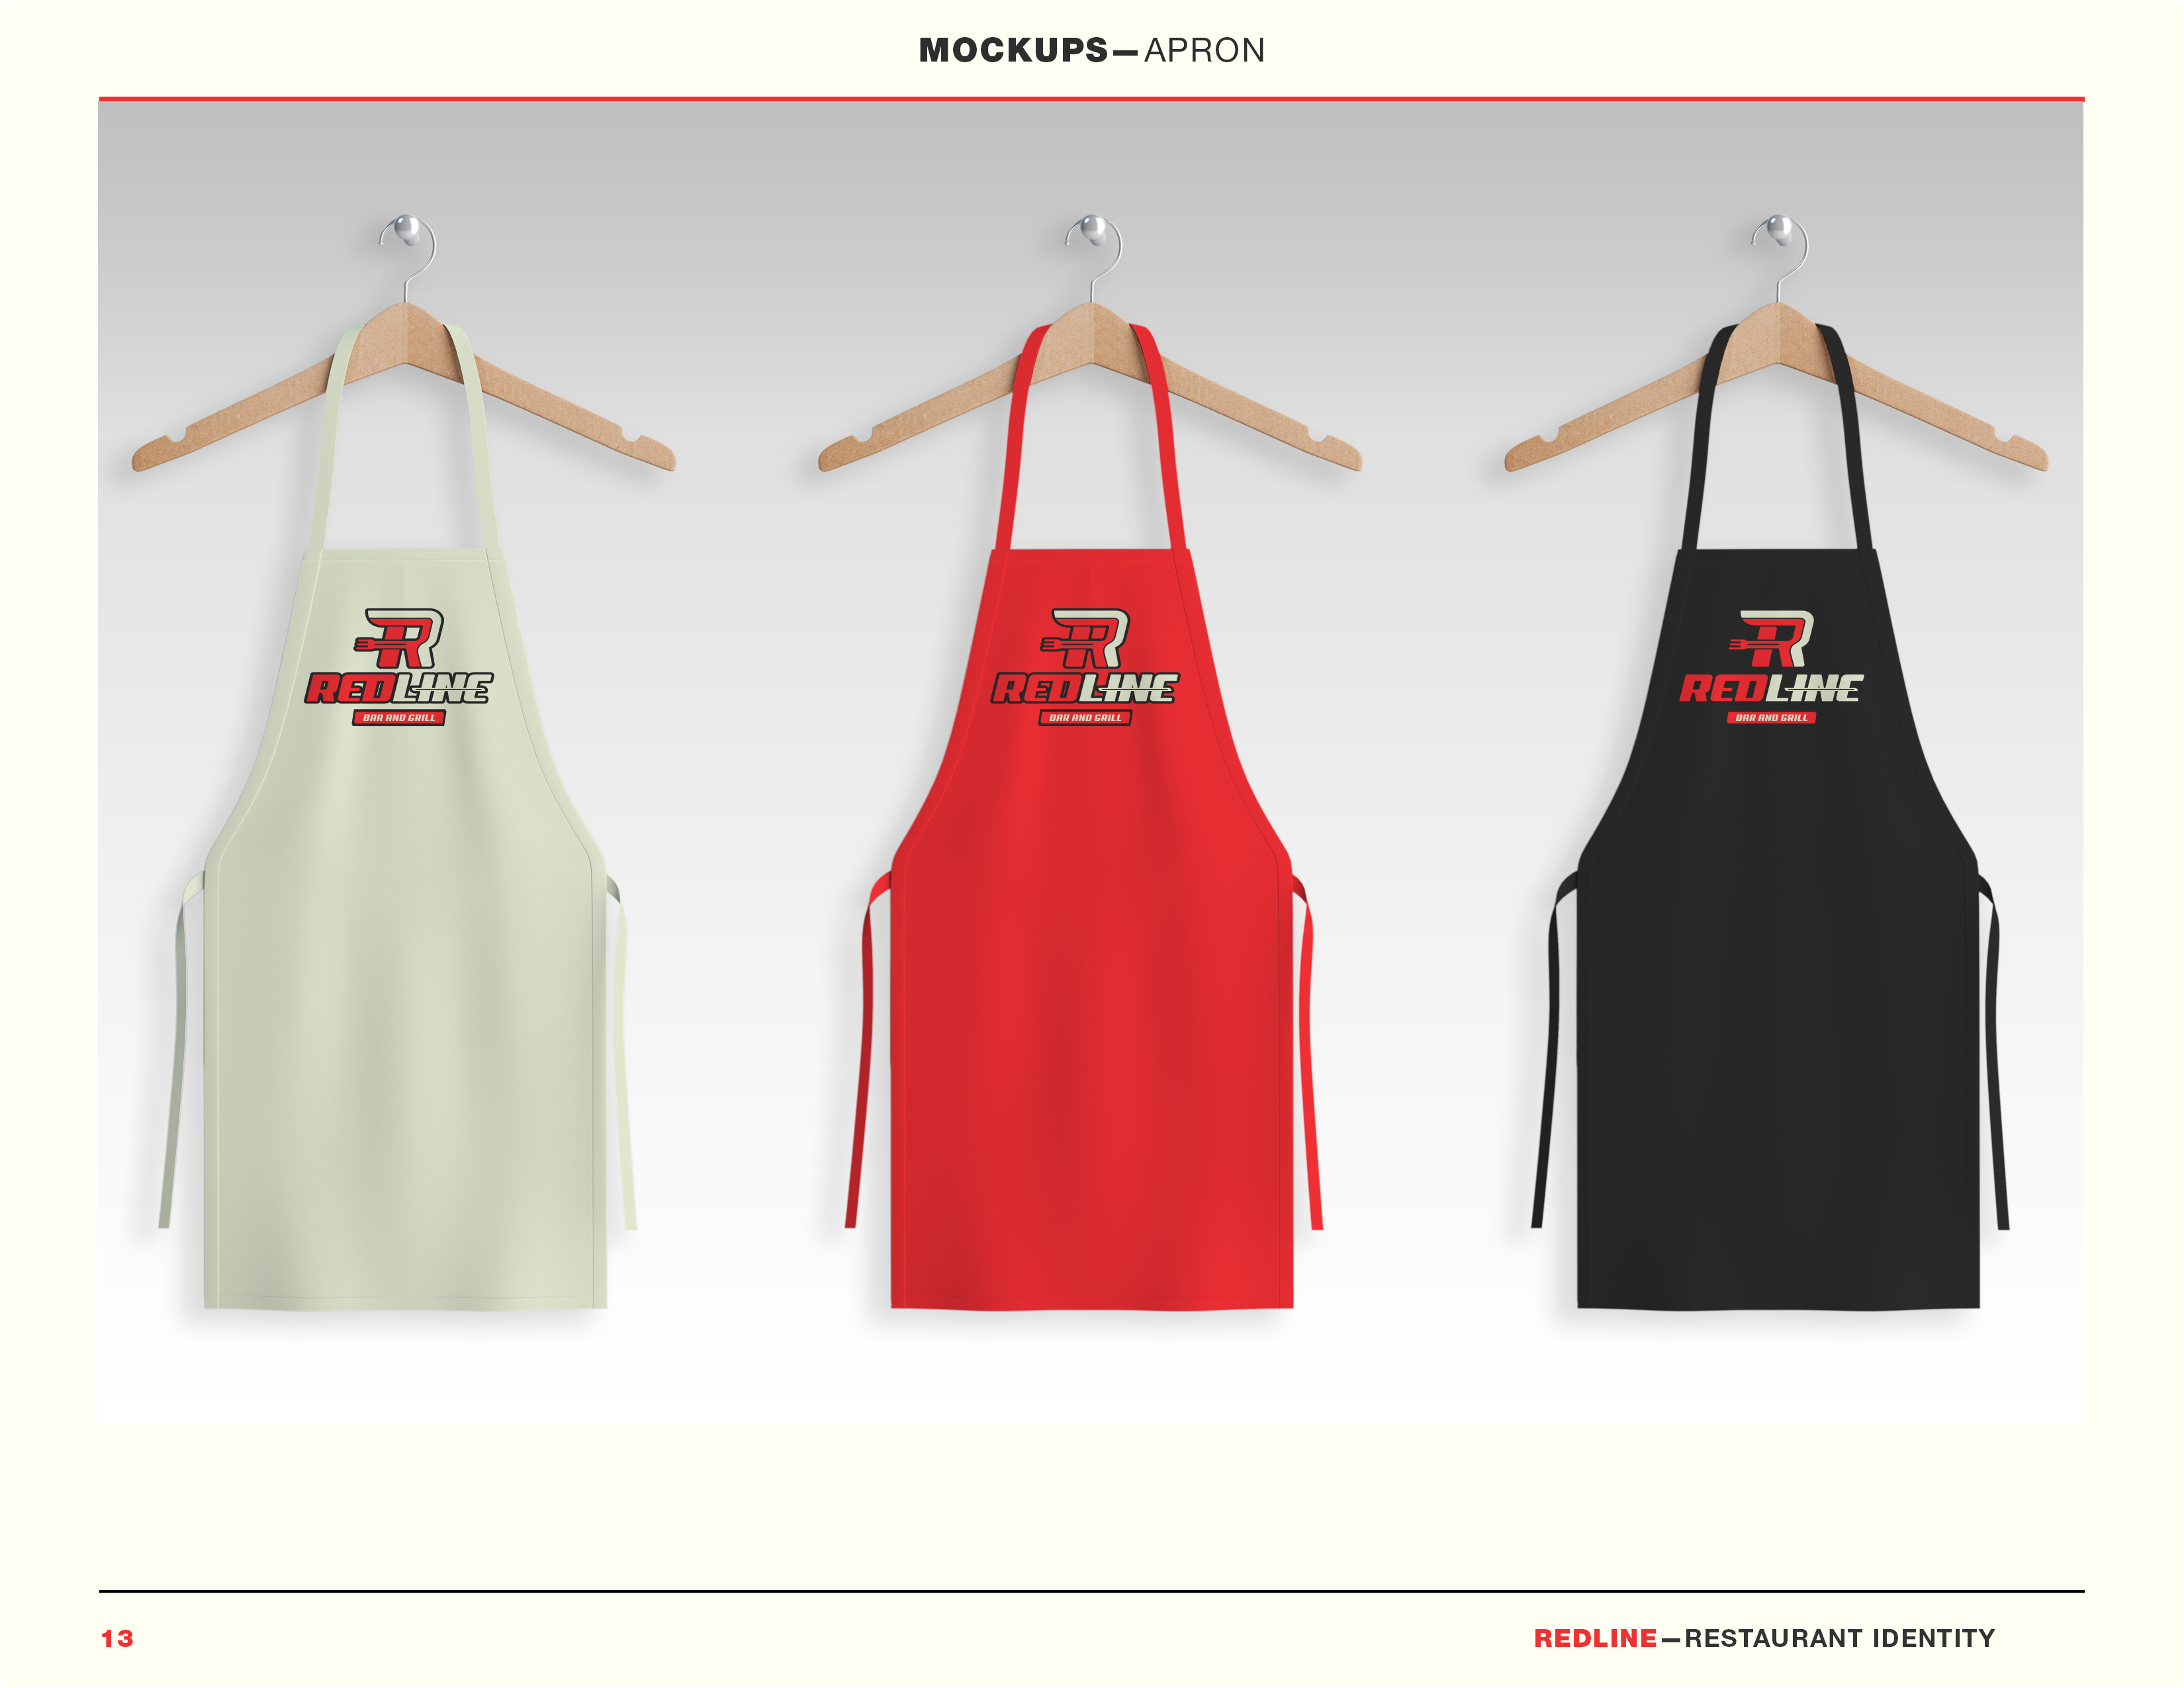 MOCKUPS—APRON
R
REDLINE
BAR AND GRILL
R
REDLINE
BAR AND GRILL
R
REDLINE
BAR AND GRILL
13
REDLINE—RESTAURANT IDENTITY